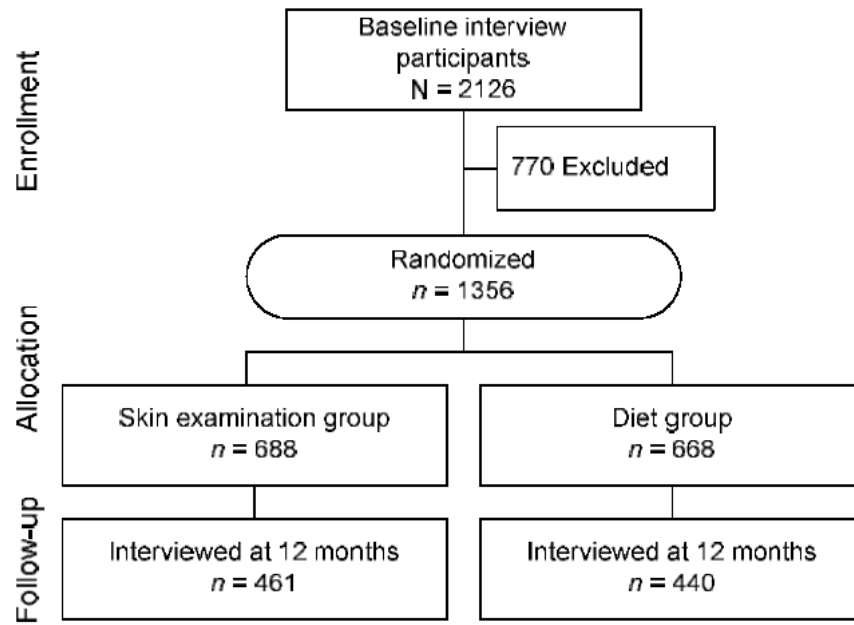 Enrollment
Baseline interview
participants
N = 2126
770 Excluded
Randomized
n = 1356
Allocation
Skin examination group
n = 688
Diet group
n = 668
Follow-up
Interviewed at 12 months
n = 461
Interviewed at 12 months
n = 440